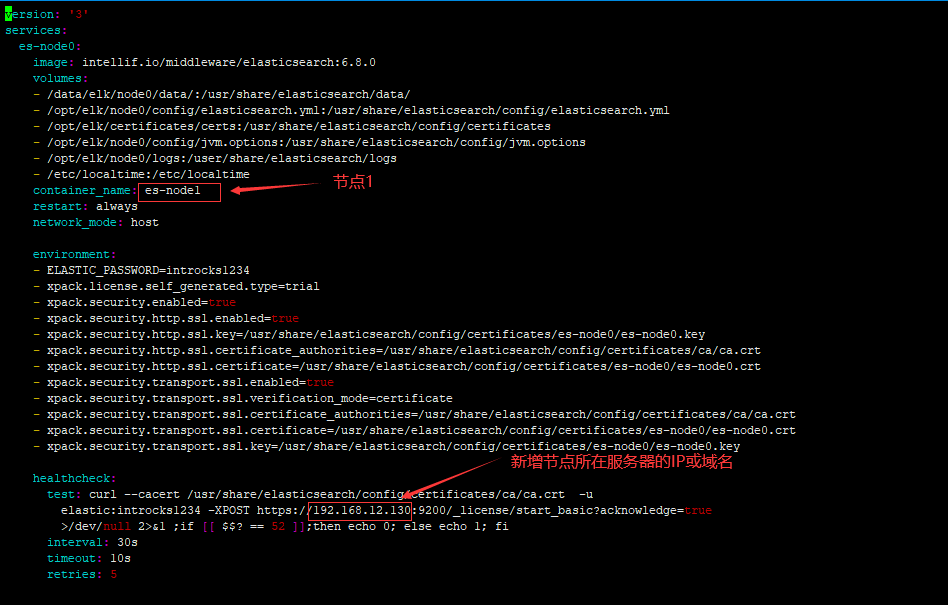 version: '3'
services:
  es-node0:
    image: intellif.io/middleware/elasticsearch:6.8.0
    volumes:
    - /data/elk/node0/data/:/usr/share/elasticsearch/data/
    - /opt/elk/node0/config/elasticsearch.yml:/usr/share/elasticsearch/config/elasticsearch.yml
    - /opt/elk/certificates/certs:/usr/share/elasticsearch/config/certificates
    - /opt/elk/node0/config/jvm.options:/usr/share/elasticsearch/config/jvm.options
    - /opt/elk/node0/logs:/user/share/elasticsearch/logs
    - /etc/localtime:/etc/localtime
    container_name: es-node1 节点1
    restart: always
    network_mode: host
    environment:
    - ELASTIC_PASSWORD=introcks1234
    - xpack.license.self_generated.type=trial
    - xpack.security.enabled=true
    - xpack.security.http.ssl.enabled=true
    - xpack.security.http.ssl.key=/usr/share/elasticsearch/config/certificates/es-node0/es-node0.key
    - xpack.security.http.ssl.certificate_authorities=/usr/share/elasticsearch/config/certificates/ca/ca.crt
    - xpack.security.http.ssl.certificate=/usr/share/elasticsearch/config/certificates/es-node0/es-node0.crt
    - xpack.security.transport.ssl.enabled=true
    - xpack.security.transport.ssl.verification_mode=certificate
    - xpack.security.transport.ssl.certificate_authorities=/usr/share/elasticsearch/config/certificates/ca/ca.crt
    - xpack.security.transport.ssl.certificate=/usr/share/elasticsearch/config/certificates/es-node0/es-node0.crt
    - xpack.security.transport.ssl.key=/usr/share/elasticsearch/config/certificates/es-node0/es-node0.key
新增节点所在服务器的IP或域名
    healthcheck:
      test: curl --cacert /usr/share/elasticsearch/config/certificates/ca/ca.crt  -u
        elastic:introcks1234 -XPOST https://192.168.12.130:9200/_license/start_basic?acknowledge=true
        >/dev/null 2>&1 ;if [[ $$? == 52 ]];then echo 0; else echo 1; fi
      interval: 30s
      timeout: 10s
      retries: 5